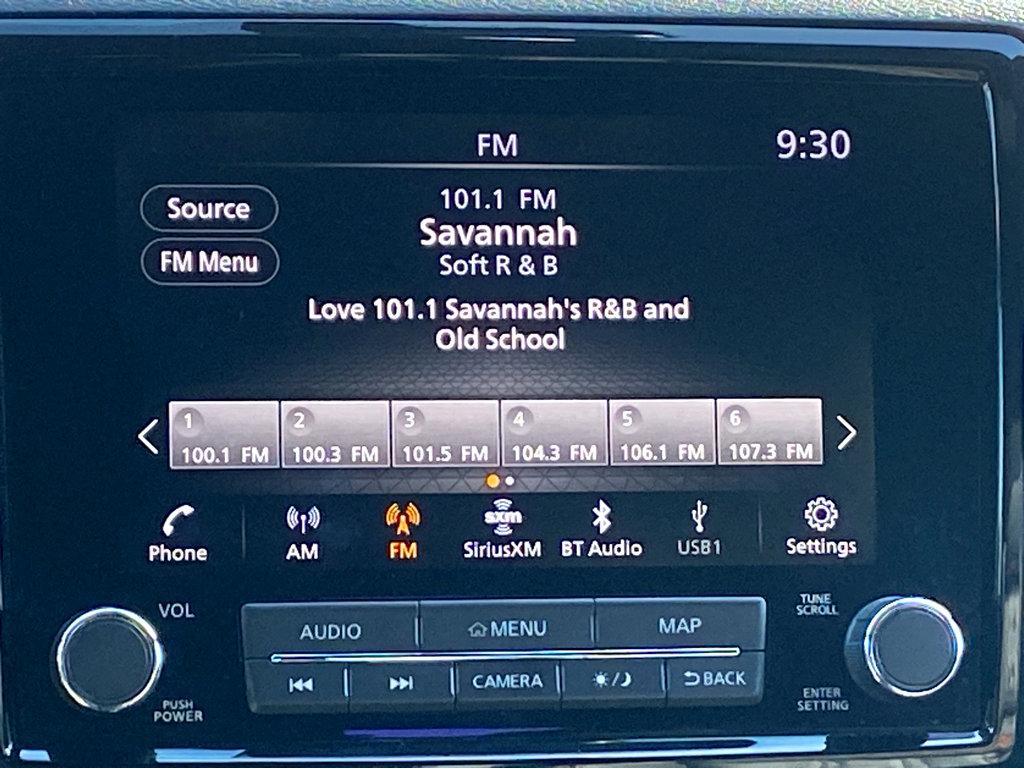 FM 9:30
Source
101.1 FM
Savannah
FM Menu
Soft R & B
Love 101.1 Savannah's R&B and
Old School
1 2 3 4 5 6
100.1 FM 100.3 FM 101.5 FM 104.3 FM 106.1 FM 107.3 FM
sxm
Phone AM FM SiriusXM BT Audio USB1 Settings
VOL
TUNE
SCROLL
AUDIO MENU MAP
CAMERA BACK
PUSH
POWER
ENTER
SETTING